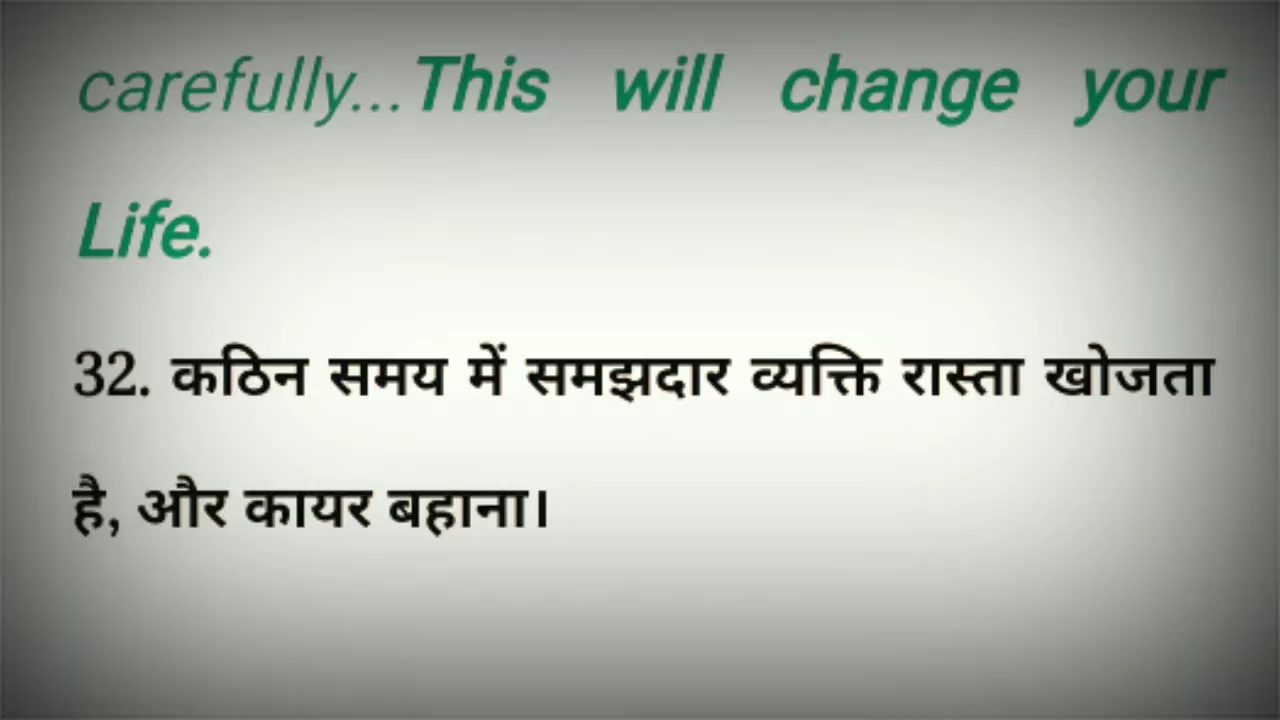 carefully...This will change your
Life.
32. कठिन समय में समझदार व्यक्ति रास्ता खोजता
है, और कायर बहाना।